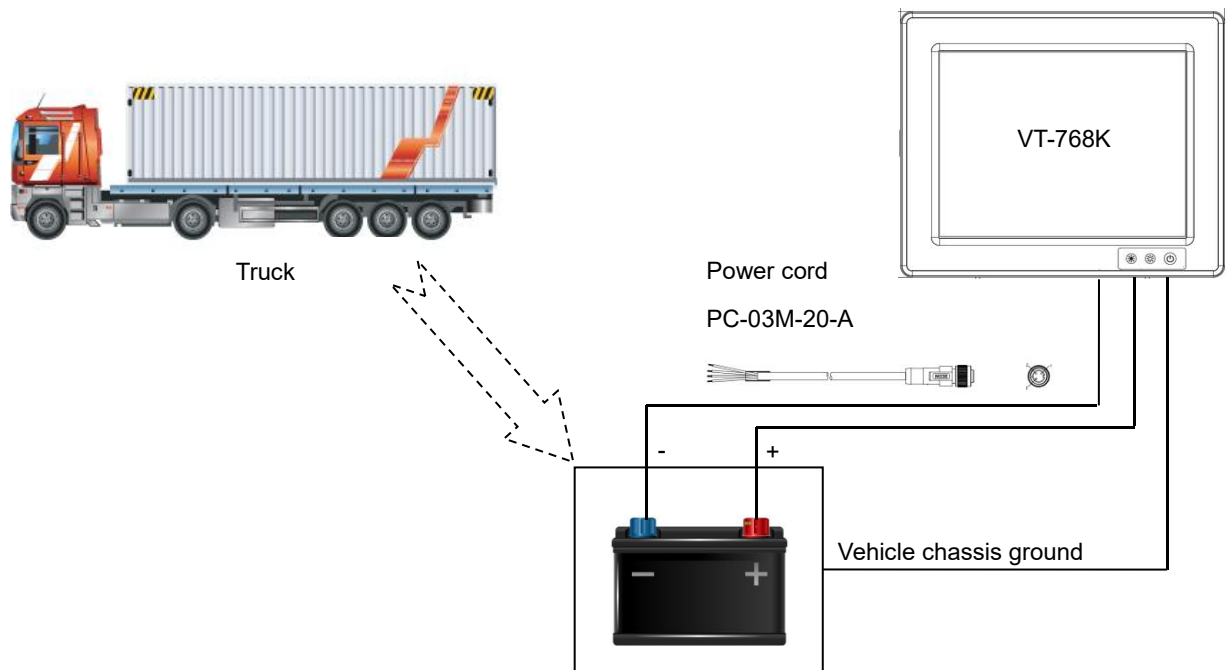 VT-768K
Truck
Power cord
PC-03M-20-A
- +
Vehicle chassis ground
− +